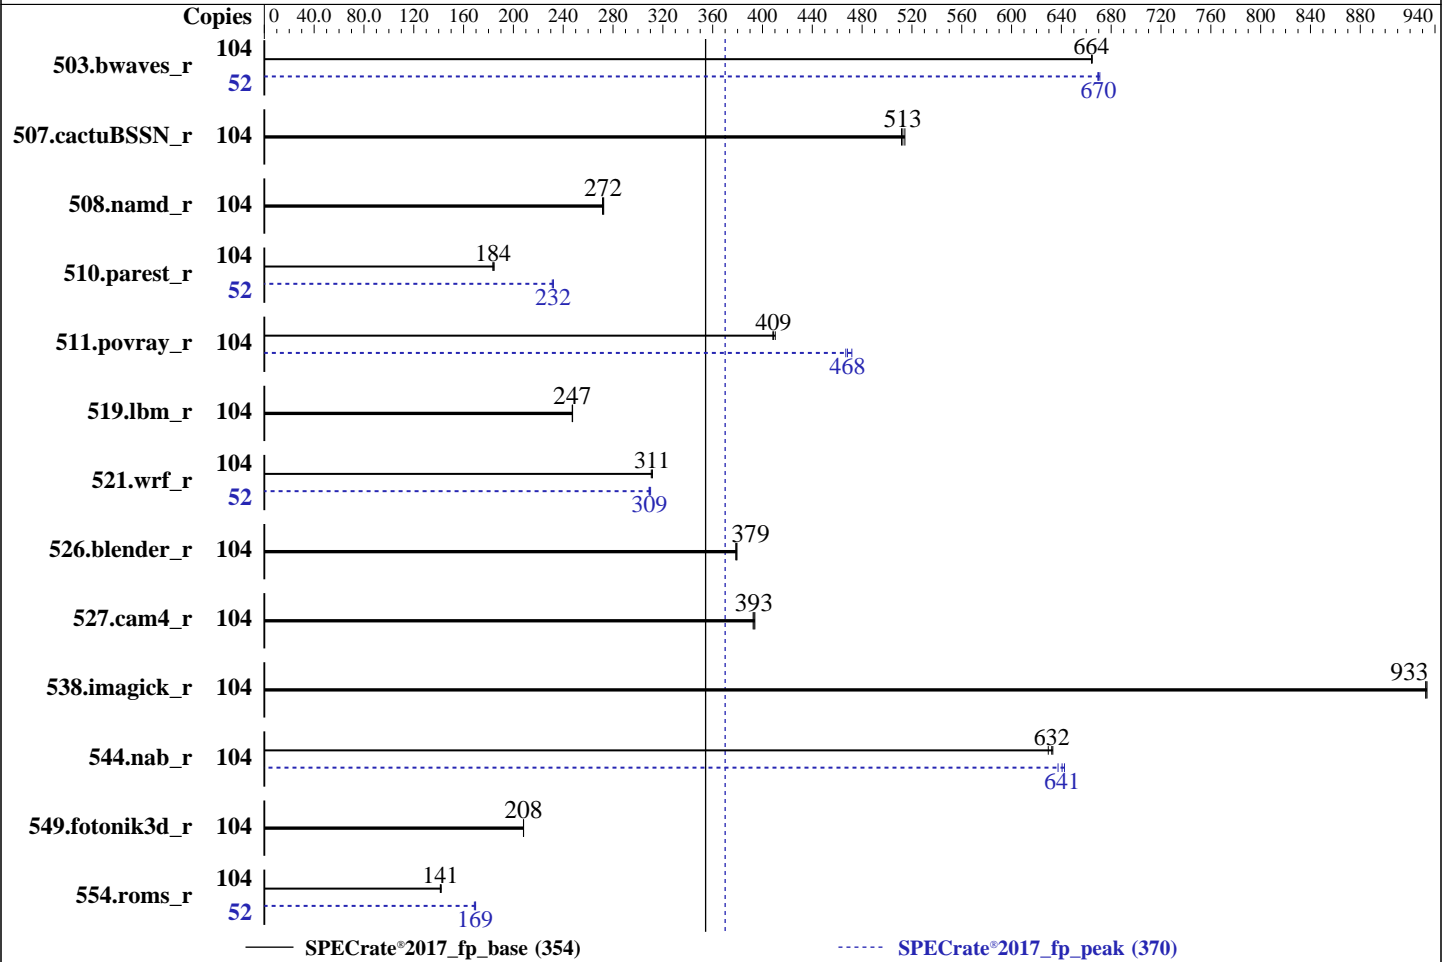 Copies 0 40.0 80.0 120 160 200 240 280 320 360 400 440 480 520 560 600 640 680 720 760 800 840 880 940
503.bwaves_r 104 664
52 670
507.cactuBSSN_r 104 513
508.namd_r 104 272
510.parest_r 104 184
52 232
511.povray_r 104 409
468
519.lbm_r 104 247
521.wrf_r 104 311
52 309
526.blender_r 104 379
527.cam4_r 104 393
538.imagick_r 104 933
544.nab_r 104 632
641
549.fotonik3d_r 104 208
554.roms_r 104 141
52 169
SPECrate®2017_fp_base (354) SPECrate®2017_fp_peak (370)